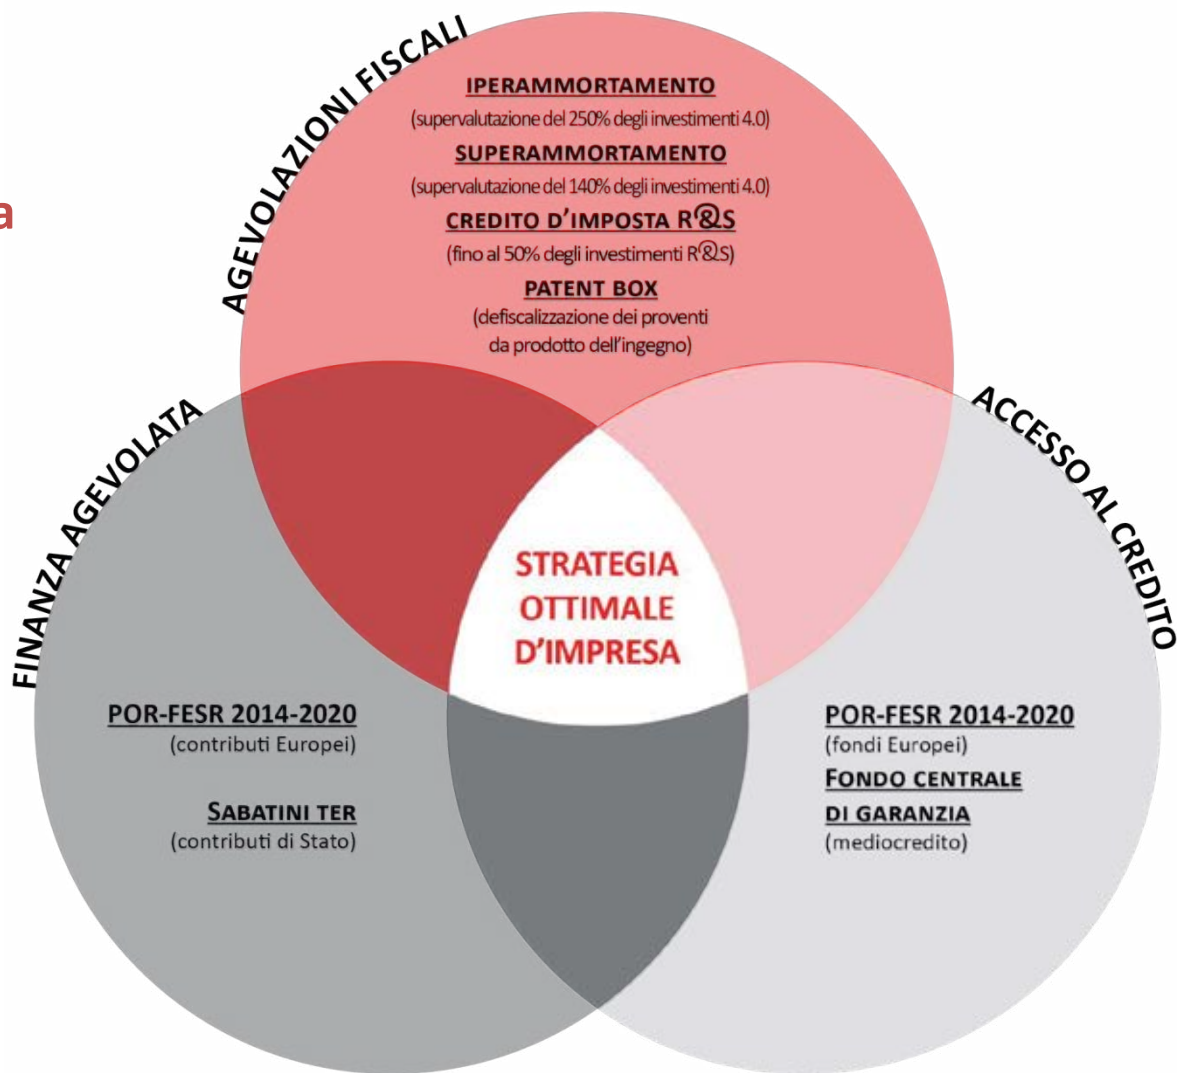 AGEVOLAZIONI FISCALI
IPERAMMORTAMENTO
(supervalutazione del 250% degli investimenti 4.0)
SUPERAMMORTAMENTO
(supervalutazione del 140% degli investimenti 4.0)
a
CREDITO D'IMPOSTA R&S
(fino al 50% degli investimenti R&S)
PATENT BOX
(defiscalizzazione dei proventi
da prodotto dell'ingegno)
FINANZA AGEVOLATA
ACCESSO AL CREDITO
STRATEGIA
OTTIMALE
D'IMPRESA
POR-FESR 2014-2020
(contributi Europei)
SABATINI TER
(contributi di Stato)
POR-FESR 2014-2020
(fondi Europei)
FONDO CENTRALE
DI GARANZIA
(mediocredito)